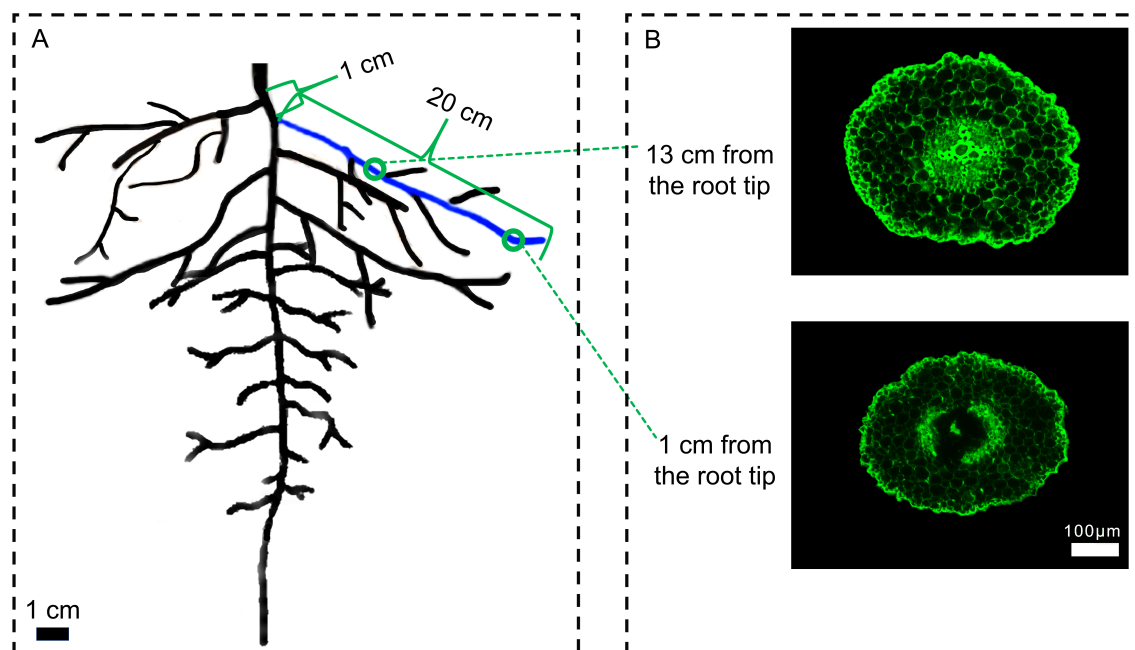 A
1 cm
20 cm
1 cm
B
13 cm from
the root tip
1 cm from
the root tip
100µm